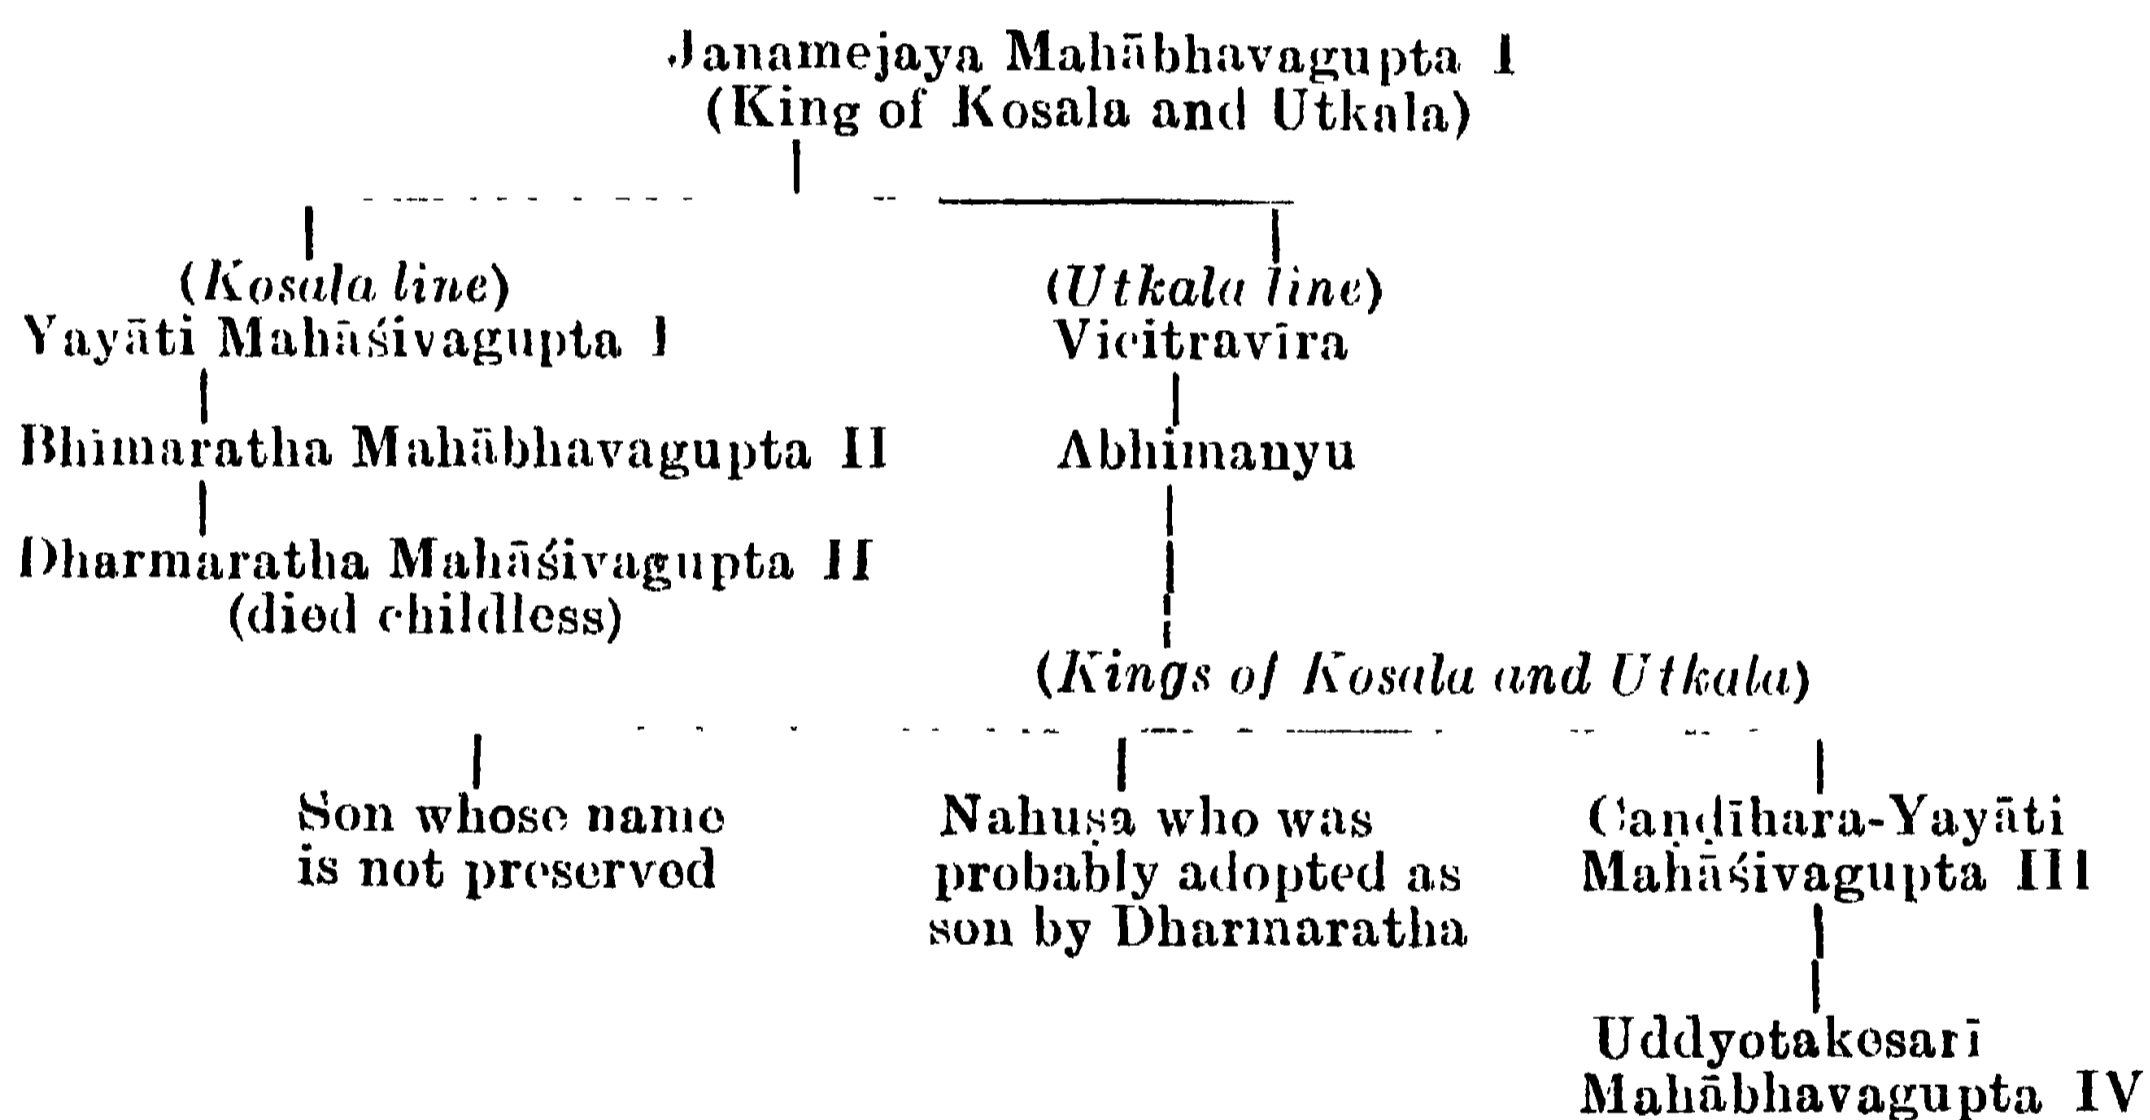 Janamejaya Mahābhavagupta I
(King of Kosala and Utkala)
(Kosala line)
Yayāti Mahāśivagupta I
Bhimaratha Mahābhavagupta II
Dharmaratha Mahāśivagupta II
(died childless)
(Utkala line)
Vicitravīra
Abhimanyu
(Kings of Kosala and Utkala)
Son whose name
is not preserved
Nahuṣa who was
probably adopted as
son by Dharmaratha
Caṇḍīhara-Yayāti
Mahāśivagupta III
Uddyotakesarī
Mahābhavagupta IV